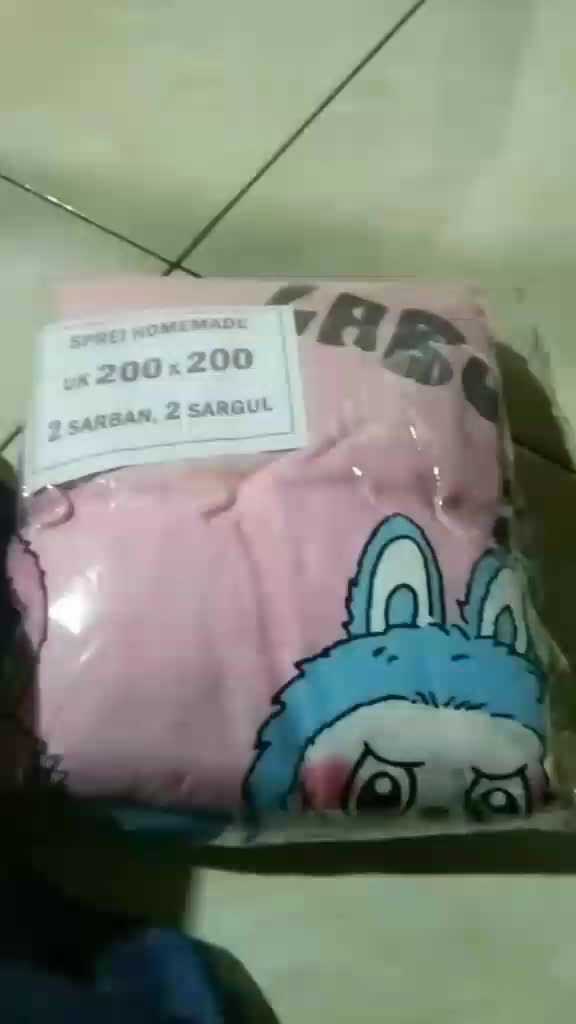 SPREI HOMEMADE
UK 200 x 200
2 SARBAN, 2 SARGUL